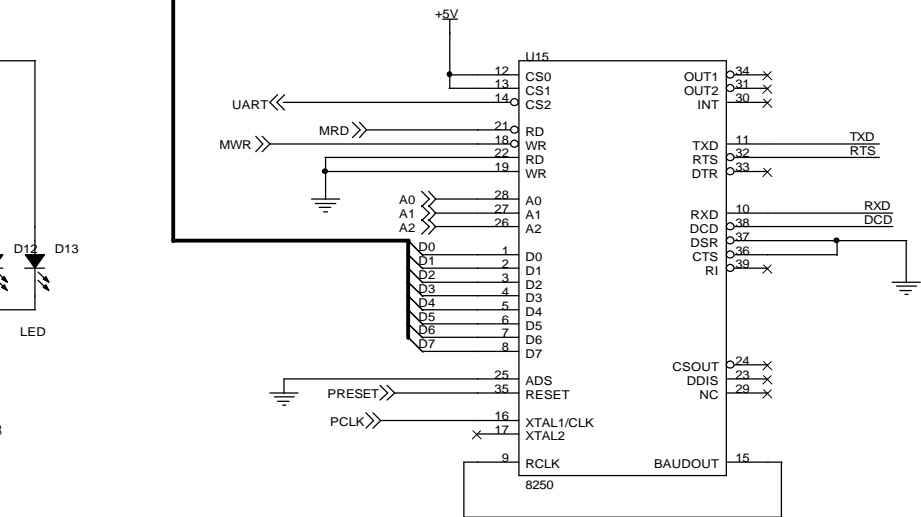 +5V
U15
12 CS0 OUT1 34
13 CS1 OUT2 31
UART 14 CS2 INT 30
MRD 21 RD
MWR 18 WR TXD 11 TXD
22 RD RTS 32 RTS
19 WR DTR 33
A0 28 A0
A1 27 A1 RXD 10 RXD
A2 26 A2 DCD 38 DCD
DSR 37
D0 1 D0 CTS 36
D1 2 D1 RI 39
D2 3 D2
D3 4 D3
D4 5 D4
D5 6 D5
D6 7 D6
D7 8 D7
D12 D13
LED
CSOUT 24
25 ADS DDIS 23
PRESET 35 RESET NC 29
PCLK 16 XTAL1/CLK
17 XTAL2
9 RCLK BAUDOUT 15
8250